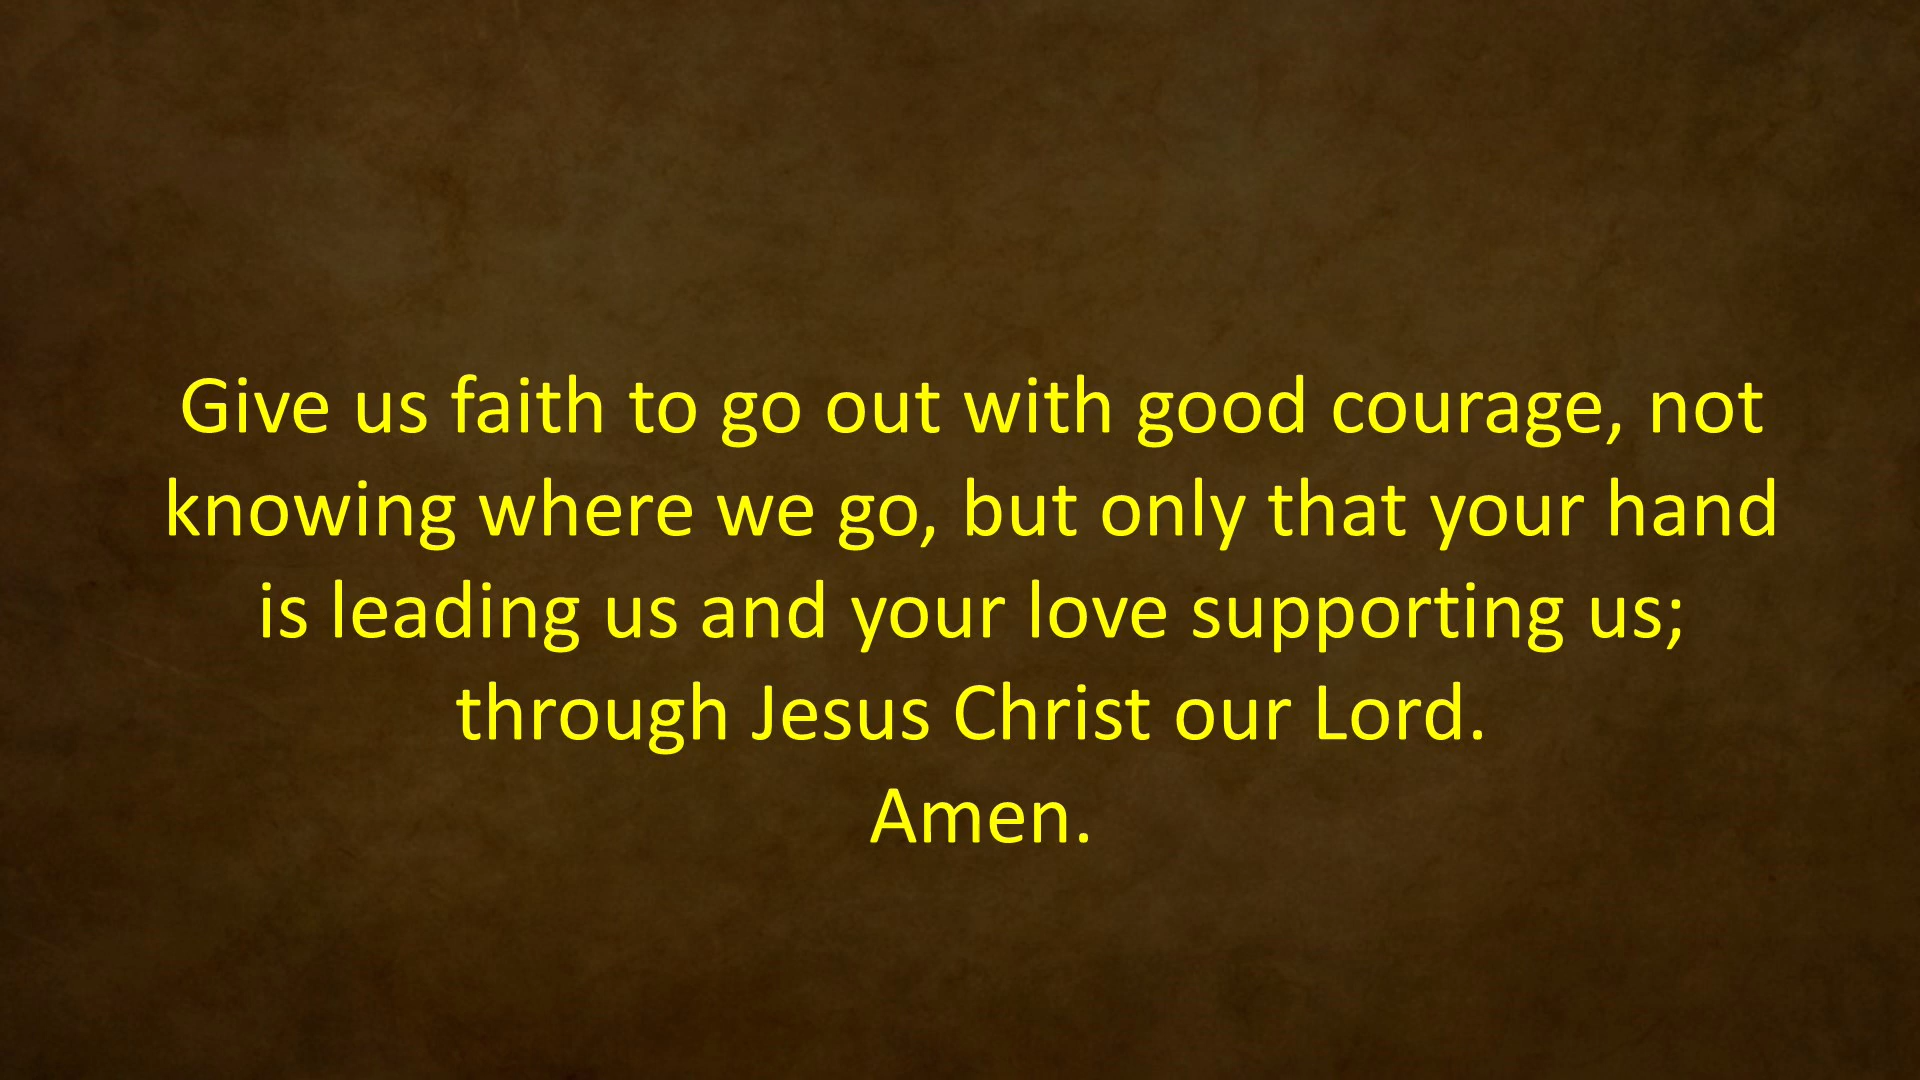 Give us faith to go out with good courage, not
knowing where we go, but only that your hand
is leading us and your love supporting us;
through Jesus Christ our Lord.
Amen.